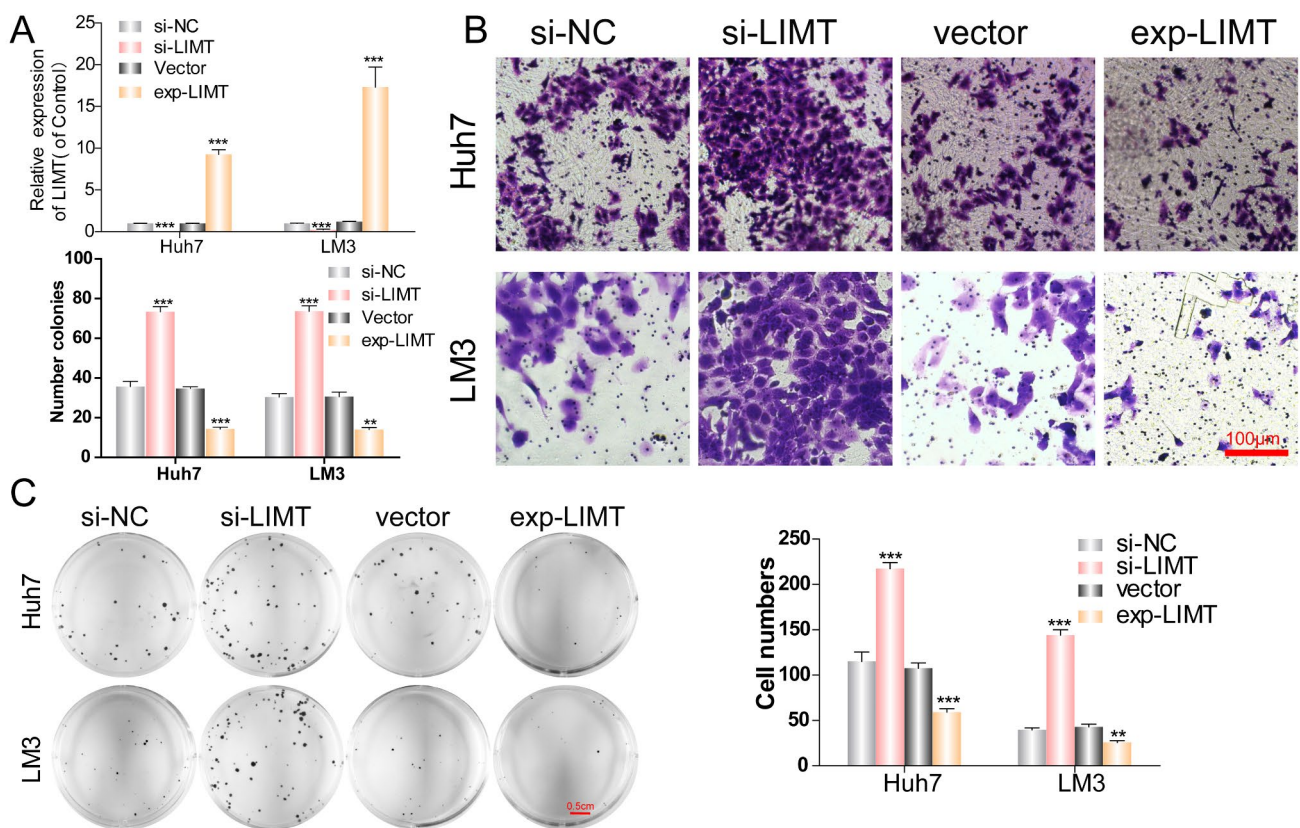 A
si-NC
si-LIMT
Vector
exp-LIMT
Relative expression
of LIMT( of Control)
25
20
15
10
5
0
***
***
***
***
Huh7
LM3
Number colonies
100
80
60
40
20
0
si-NC
si-LIMT
Vector
exp-LIMT
***
***
***
**
Huh7
LM3
B
si-NC
si-LIMT
vector
exp-LIMT
Huh7
LM3
100μm
C
si-NC
si-LIMT
vector
exp-LIMT
Huh7
LM3
0.5cm
Cell numbers
250
200
150
100
50
0
si-NC
si-LIMT
vector
exp-LIMT
***
***
***
**
Huh7
LM3